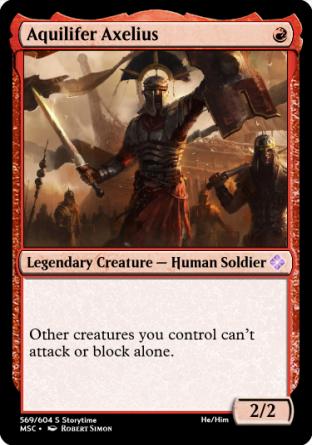 Aquilifer Axelius
Legendary Creature — Human Soldier
Other creatures you control can't
attack or block alone.
2/2
569/604 S Storytime
He/Him
MSC • Robert Simon